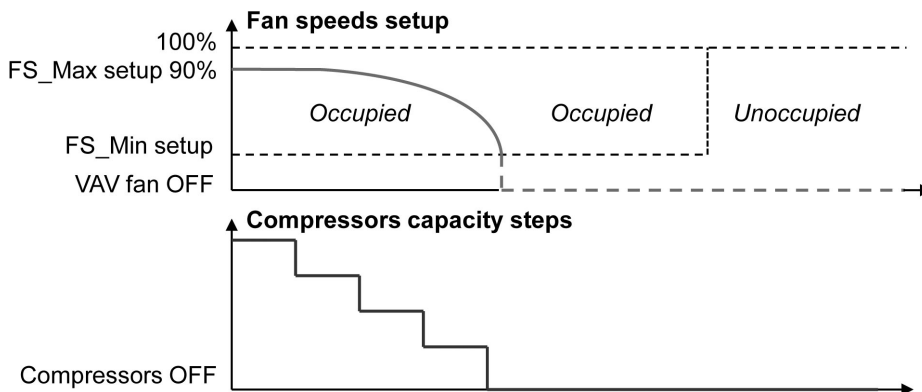 Fan speeds setup
100%
FS_Max setup 90%
Occupied Occupied Unoccupied
FS_Min setup
VAV fan OFF
Compressors capacity steps
Compressors OFF